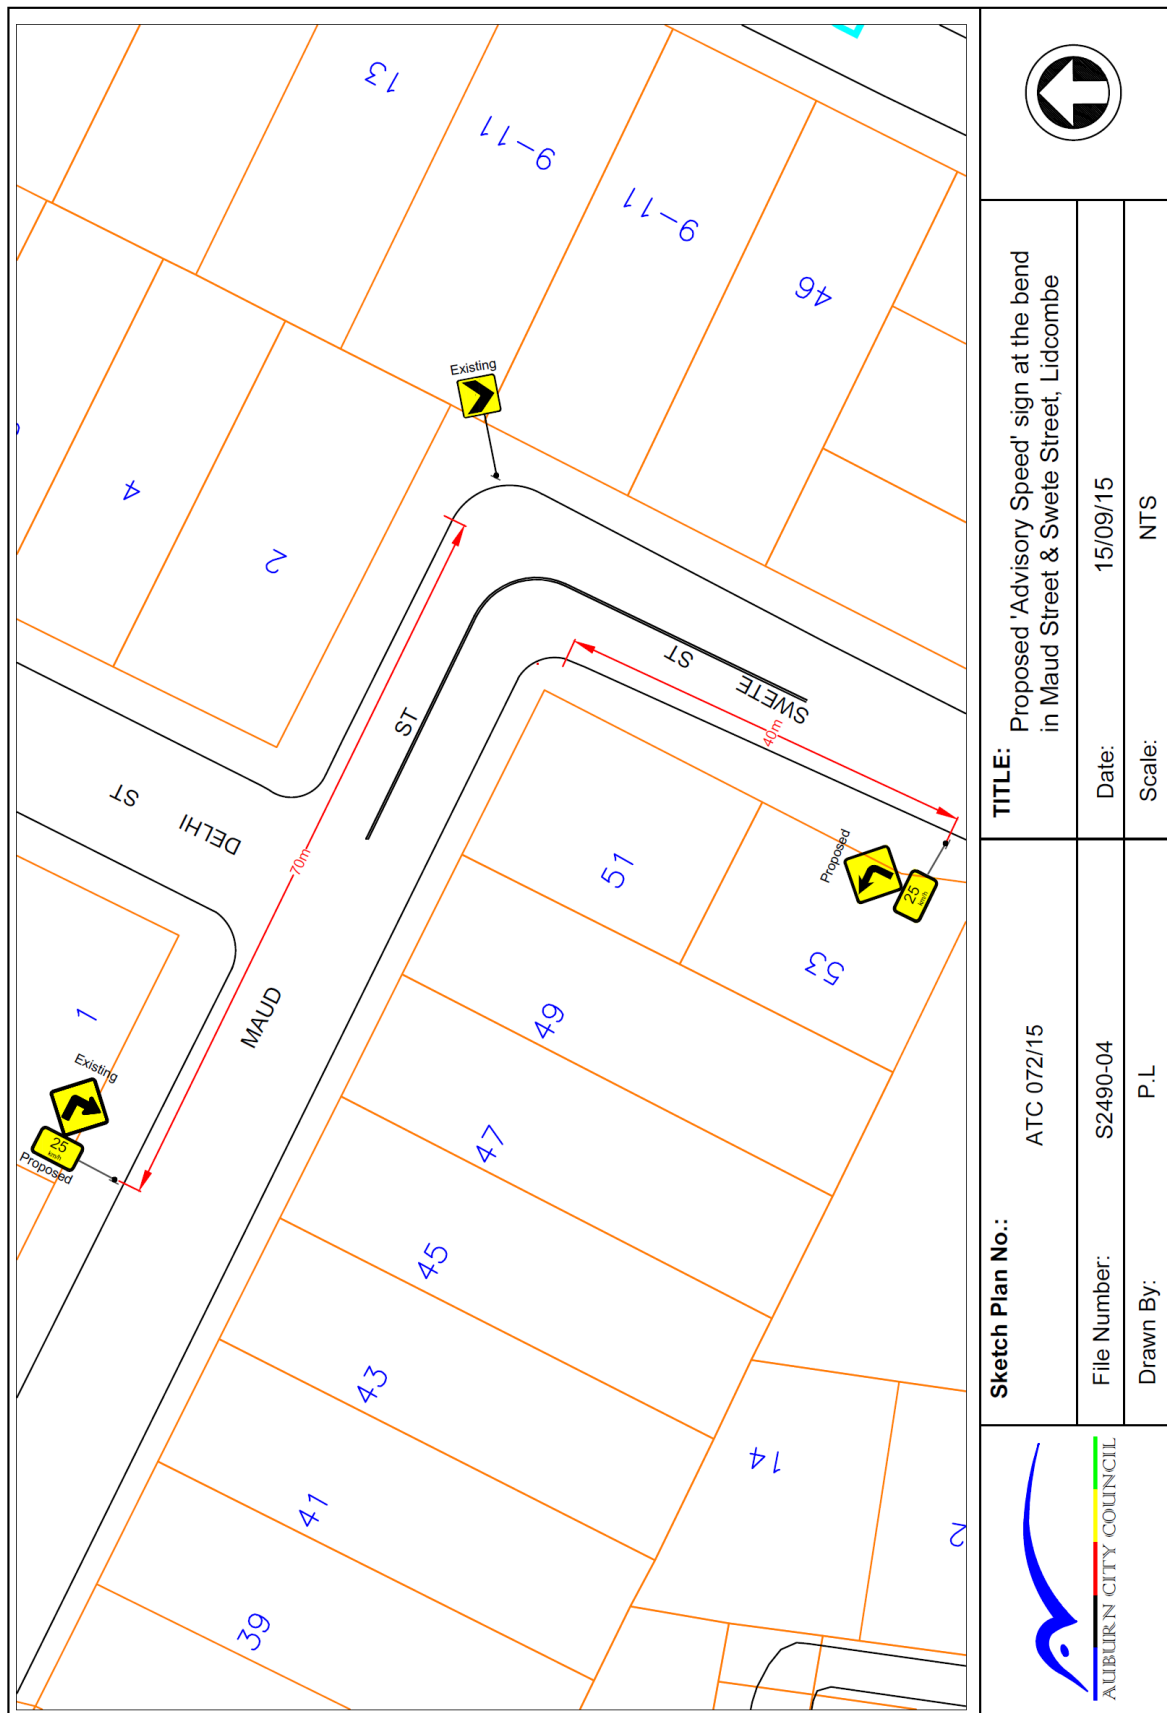 13
9-11
9-11
46
4
2
Existing
ST
DELHI
ST
MAUD
70m
SWETE
ST
40m
1
Existing
25
km/h
Proposed
Proposed
25
km/h
51
53
49
47
45
43
41
39
14
2
AUBURN CITY COUNCIL
Sketch Plan No.:
ATC 072/15
File Number:
S2490-04
Drawn By:
P.L
TITLE:
Proposed 'Advisory Speed' sign at the bend
in Maud Street & Swete Street, Lidcombe
Date:
15/09/15
Scale:
NTS